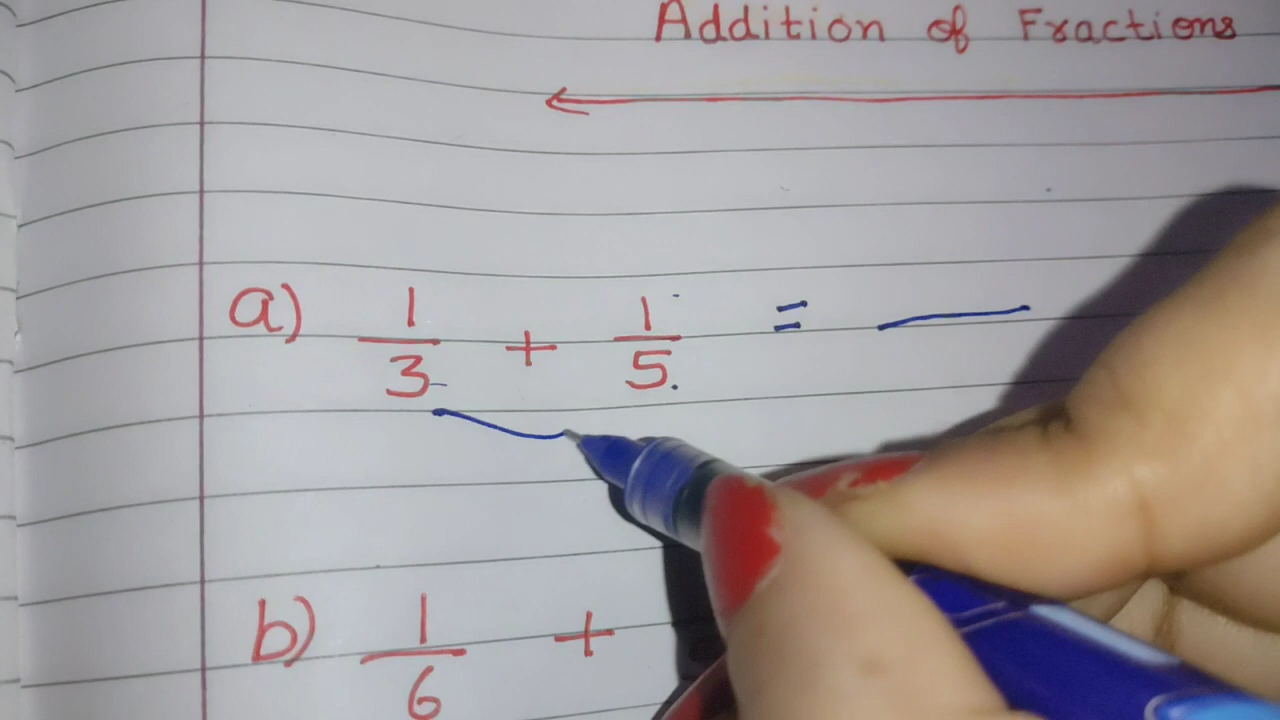 Addition of Fractions
a) 1/3 + 1/5 =
b) 1/6 +